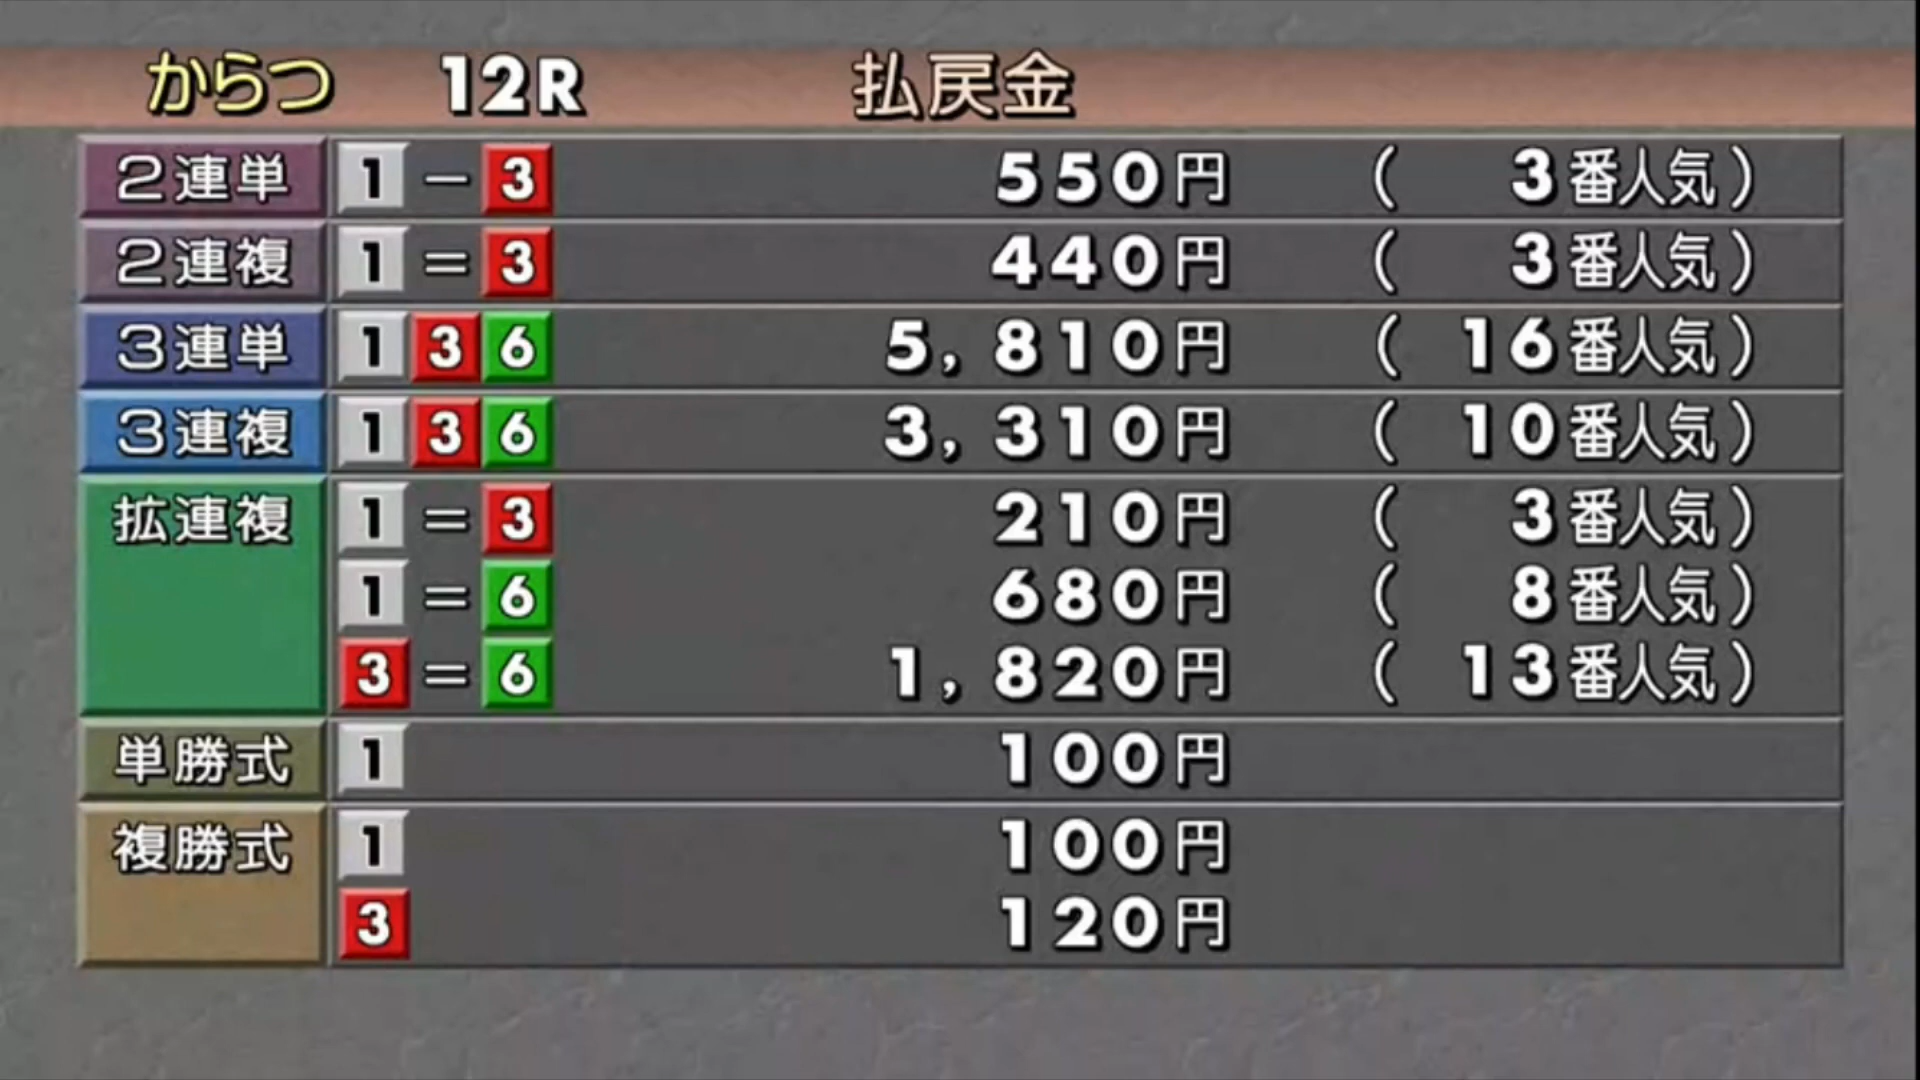 からつ 12R 払戻金
2連単 1 - 3 550円 ( 3番人気)
2連複 1 = 3 440円 ( 3番人気)
3連単 1 3 6 5,810円 ( 16番人気)
3連複 1 3 6 3,310円 ( 10番人気)
拡連複 1 = 3 210円 ( 3番人気)
1 = 6 680円 ( 8番人気)
3 = 6 1,820円 ( 13番人気)
単勝式 1 100円
複勝式 1 100円
3 120円